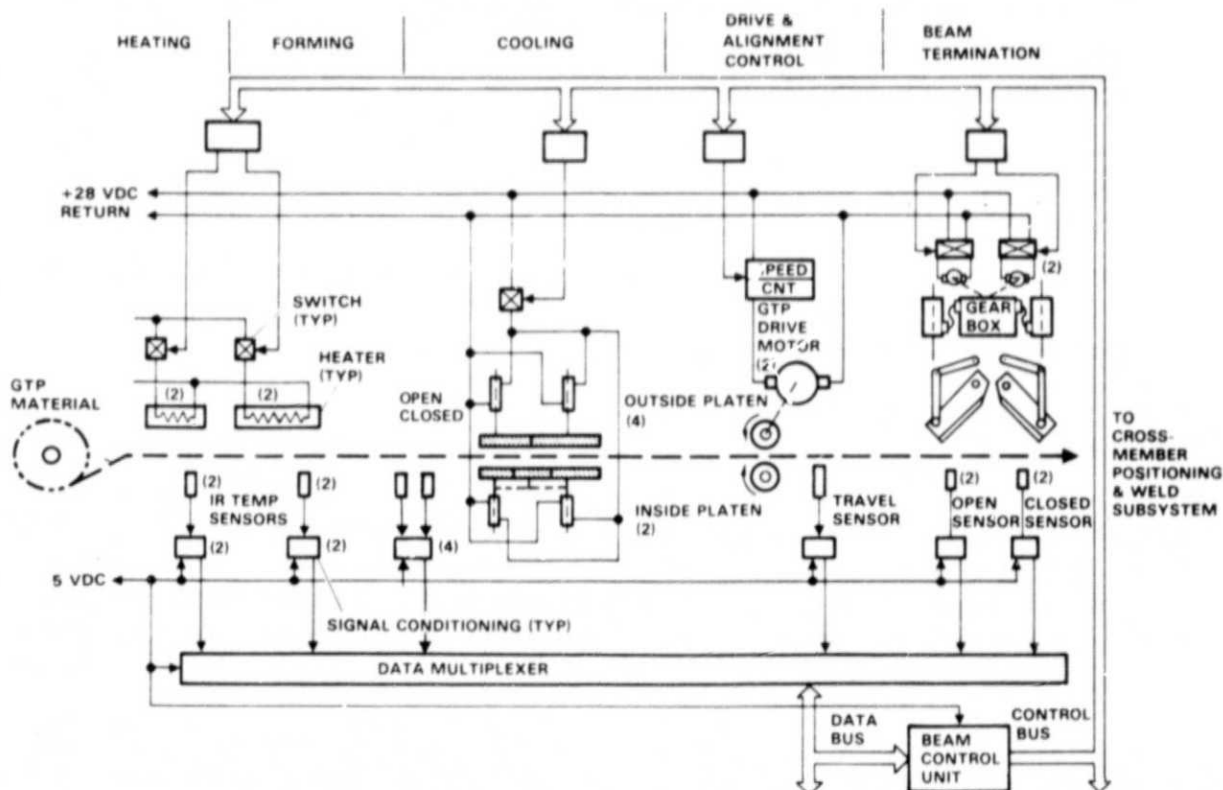 HEATING
FORMING
COOLING
DRIVE &
ALIGNMENT
CONTROL
BEAM
TERMINATION
+28 VDC
RETURN
SWITCH
(TYP)
HEATER
(TYP)
(2)
(2)
GTP
MATERIAL
OPEN
CLOSED
OUTSIDE PLATEN
(4)
INSIDE PLATEN
(2)
SPEED
CNT
GTP
DRIVE
MOTOR
(2)
(2)
GEAR
BOX
TO
CROSS-
MEMBER
POSITIONING
& WELD
SUBSYSTEM
(2)
IR TEMP
SENSORS
(2)
(2)
(2)
(4)
TRAVEL
SENSOR
(2)
OPEN
SENSOR
(2)
CLOSED
SENSOR
5 VDC
SIGNAL CONDITIONING (TYP)
DATA MULTIPLEXER
DATA
BUS
BEAM
CONTROL
UNIT
CONTROL
BUS